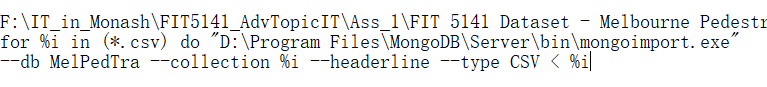 F:\IT_in_Monash\FIT5141_AdvTopicIT\Ass_1\FIT 5141 Dataset - Melbourne Pedestr
for %i in (*.csv) do "D:\Program Files\MongoDB\Server\bin\mongoimport.exe"
--db MelPedTra --collection %i --headerline --type CSV < %i